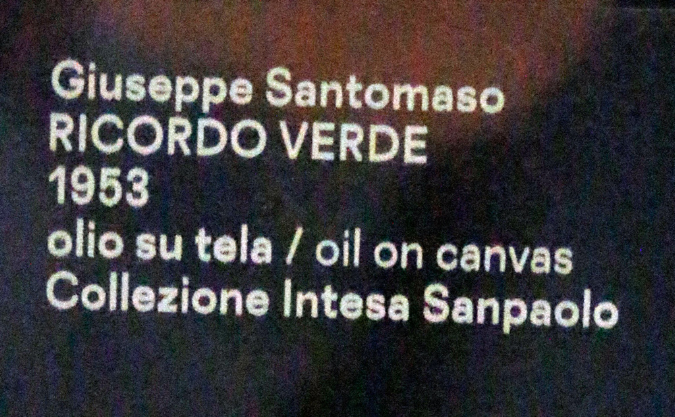 Giuseppe Santomaso
RICORDO VERDE
1953
olio su tela / oil on canvas
Collezione Intesa Sanpaolo